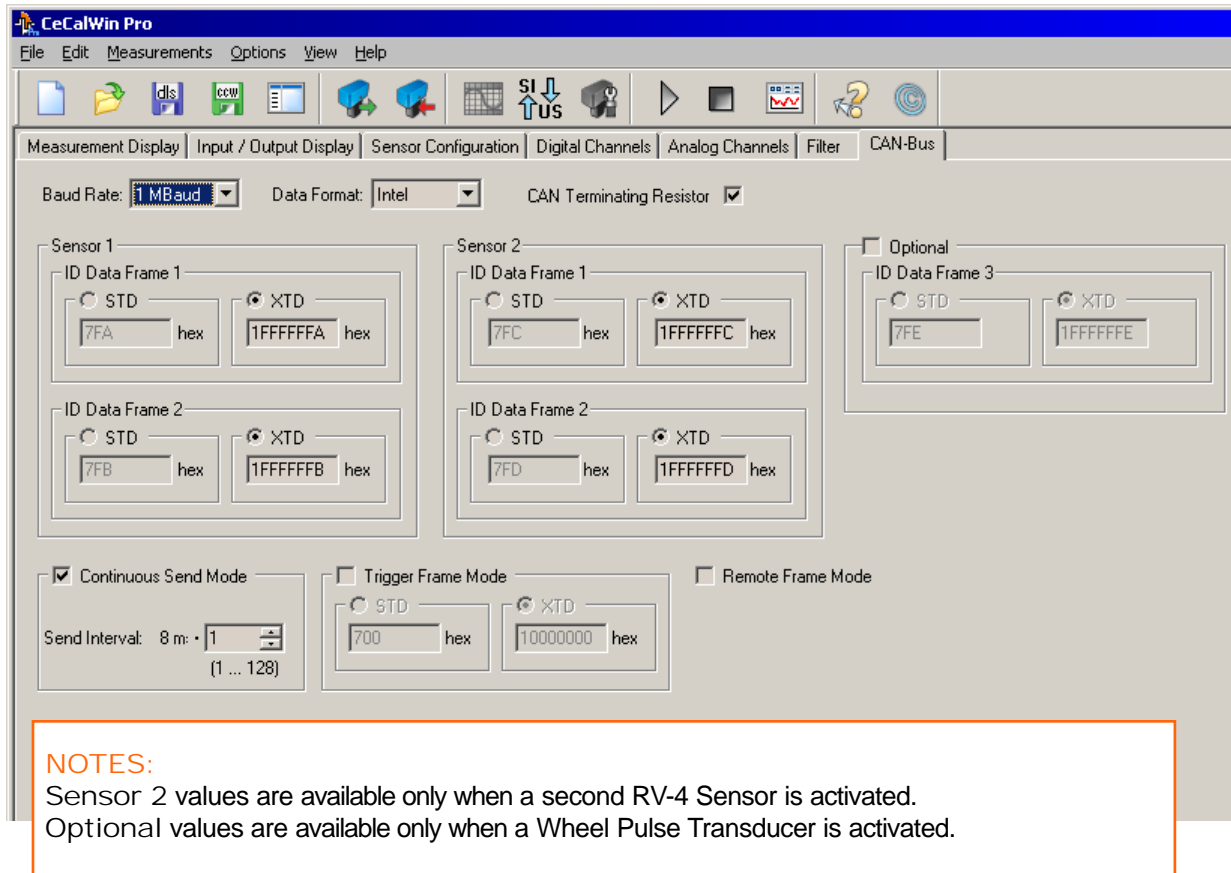 CeCalWin Pro
File Edit Measurements Options View Help
dls ccw SI US
Measurement Display Input / Output Display Sensor Configuration Digital Channels Analog Channels Filter CAN-Bus
Baud Rate: 1 MBaud Data Format: Intel CAN Terminating Resistor
Sensor 1 Sensor 2 Optional
ID Data Frame 1 ID Data Frame 1 ID Data Frame 3
STD XTD STD XTD STD XTD
7FA hex 1FFFFFFA hex 7FC hex 1FFFFFFC hex 7FE 1FFFFFFE
ID Data Frame 2 ID Data Frame 2
STD XTD STD XTD
7FB hex 1FFFFFFB hex 7FD hex 1FFFFFFD hex
Continuous Send Mode Trigger Frame Mode Remote Frame Mode
STD XTD
Send Interval: 8 m: • 1 700 hex 10000000 hex
(1 ... 128)
NOTES:
Sensor 2 values are available only when a second RV-4 Sensor is activated.
Optional values are available only when a Wheel Pulse Transducer is activated.